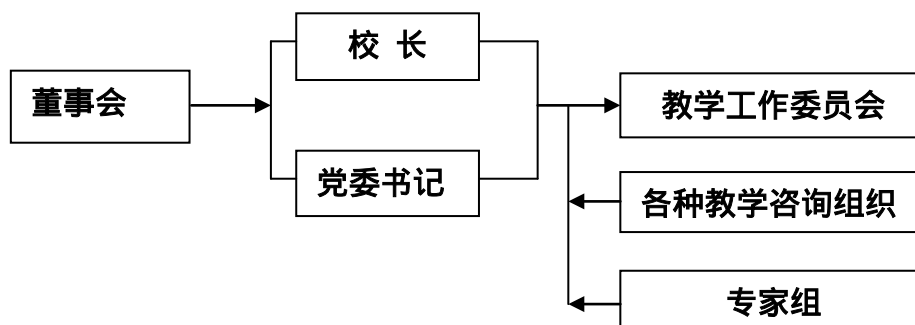 董事会
校 长
党委书记
教学工作委员会
各种教学咨询组织
专家组